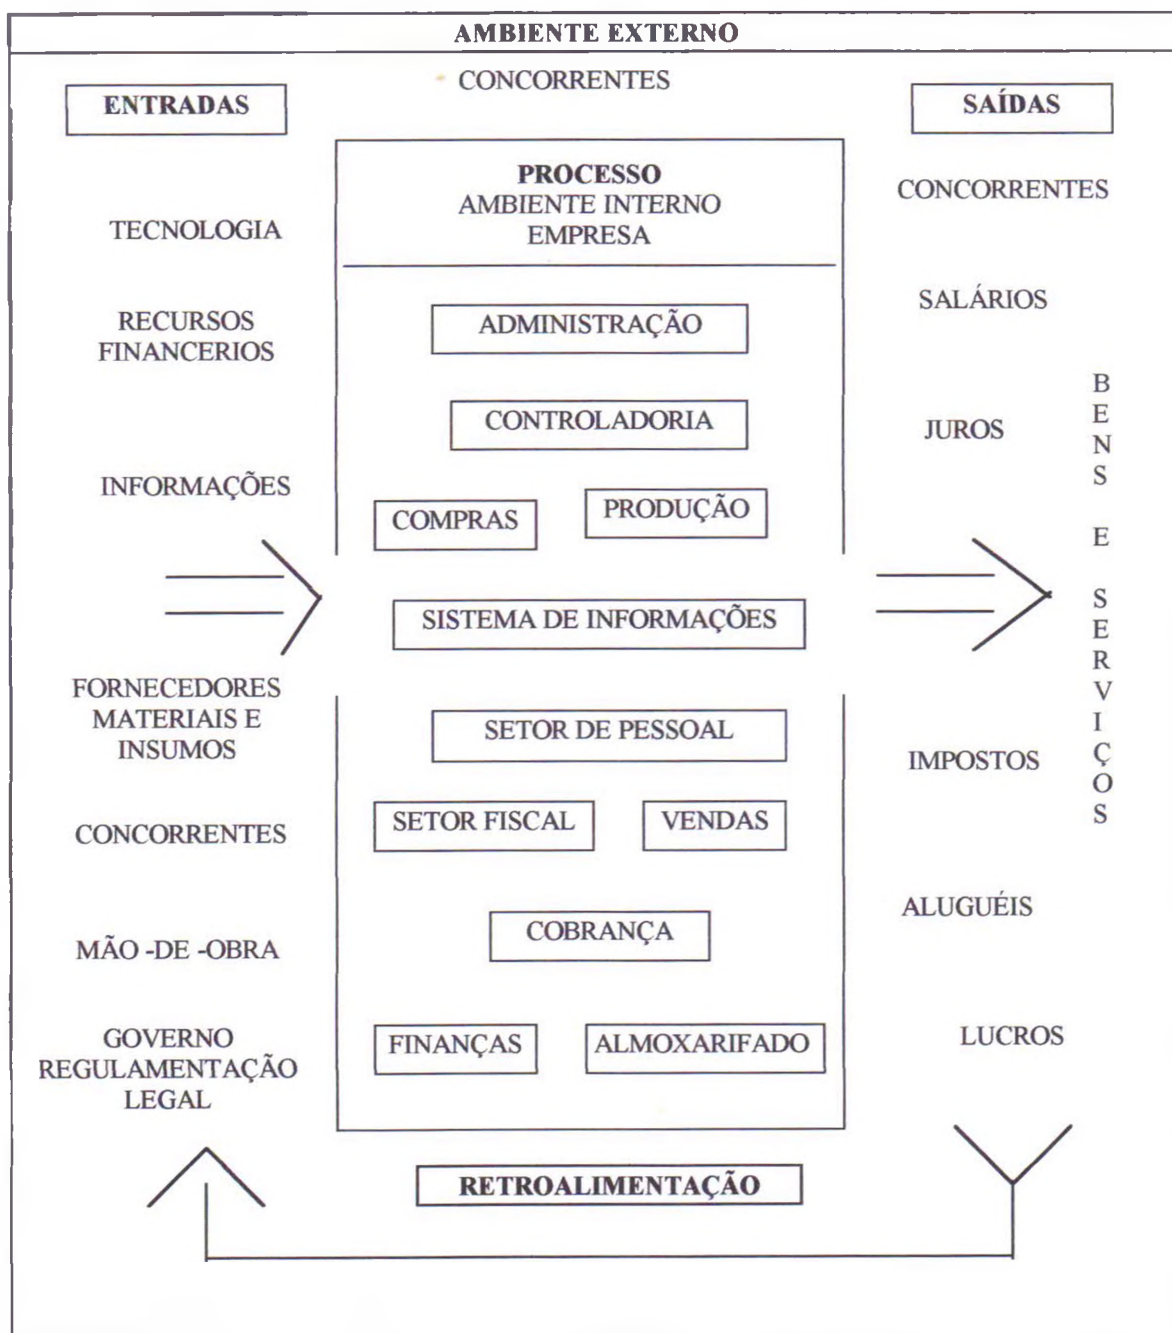 AMBIENTE EXTERNO
CONCORRENTES
ENTRADAS
TECNOLOGIA
RECURSOS
FINANCERIOS
INFORMAÇÕES
FORNECEDORES
MATERIAIS E
INSUMOS
CONCORRENTES
MÃO -DE -OBRA
GOVERNO
REGULAMENTAÇÃO
LEGAL
PROCESSO
AMBIENTE INTERNO
EMPRESA
ADMINISTRAÇÃO
CONTROLADORIA
COMPRAS
PRODUÇÃO
SISTEMA DE INFORMAÇÕES
SETOR DE PESSOAL
SETOR FISCAL
VENDAS
COBRANÇA
FINANÇAS
ALMOXARIFADO
SAÍDAS
CONCORRENTES
SALÁRIOS
JUROS
IMPOSTOS
ALUGUÉIS
LUCROS
BENS E SERVIÇOS
RETROALIMENTAÇÃO